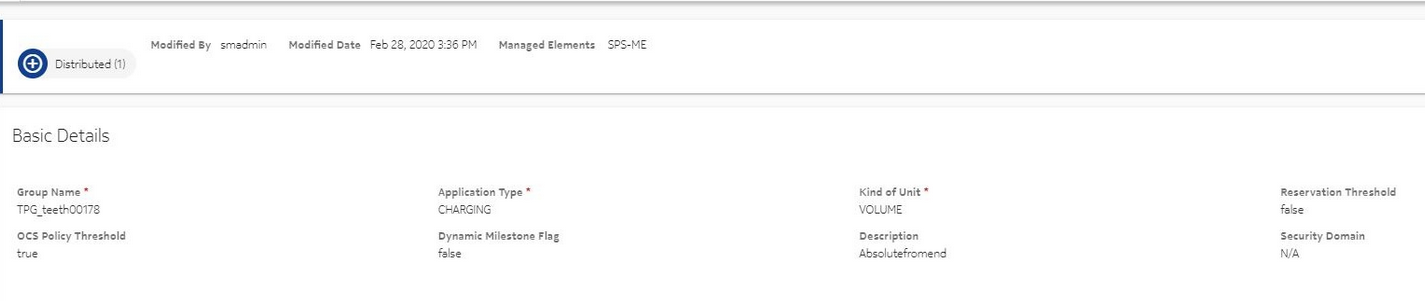 Modified By smadmin Modified Date Feb 28, 2020 3:36 PM Managed Elements SPS-ME
Distributed (1)
Basic Details
Group Name * Application Type * Kind of Unit * Reservation Threshold
TPG_teeth00178 CHARGING VOLUME false
OCS Policy Threshold Dynamic Milestone Flag Description Security Domain
true false Absolutefromend N/A